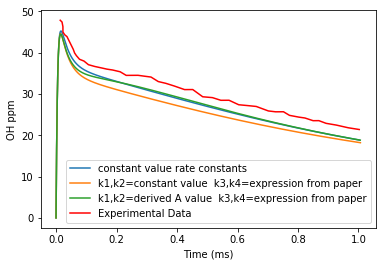 50
40
30
20
10
0
OH ppm
constant value rate constants
k1,k2=constant value  k3,k4=expression from paper
k1,k2=derived A value  k3,k4=expression from paper
Experimental Data
0.0 0.2 0.4 0.6 0.8 1.0
Time (ms)